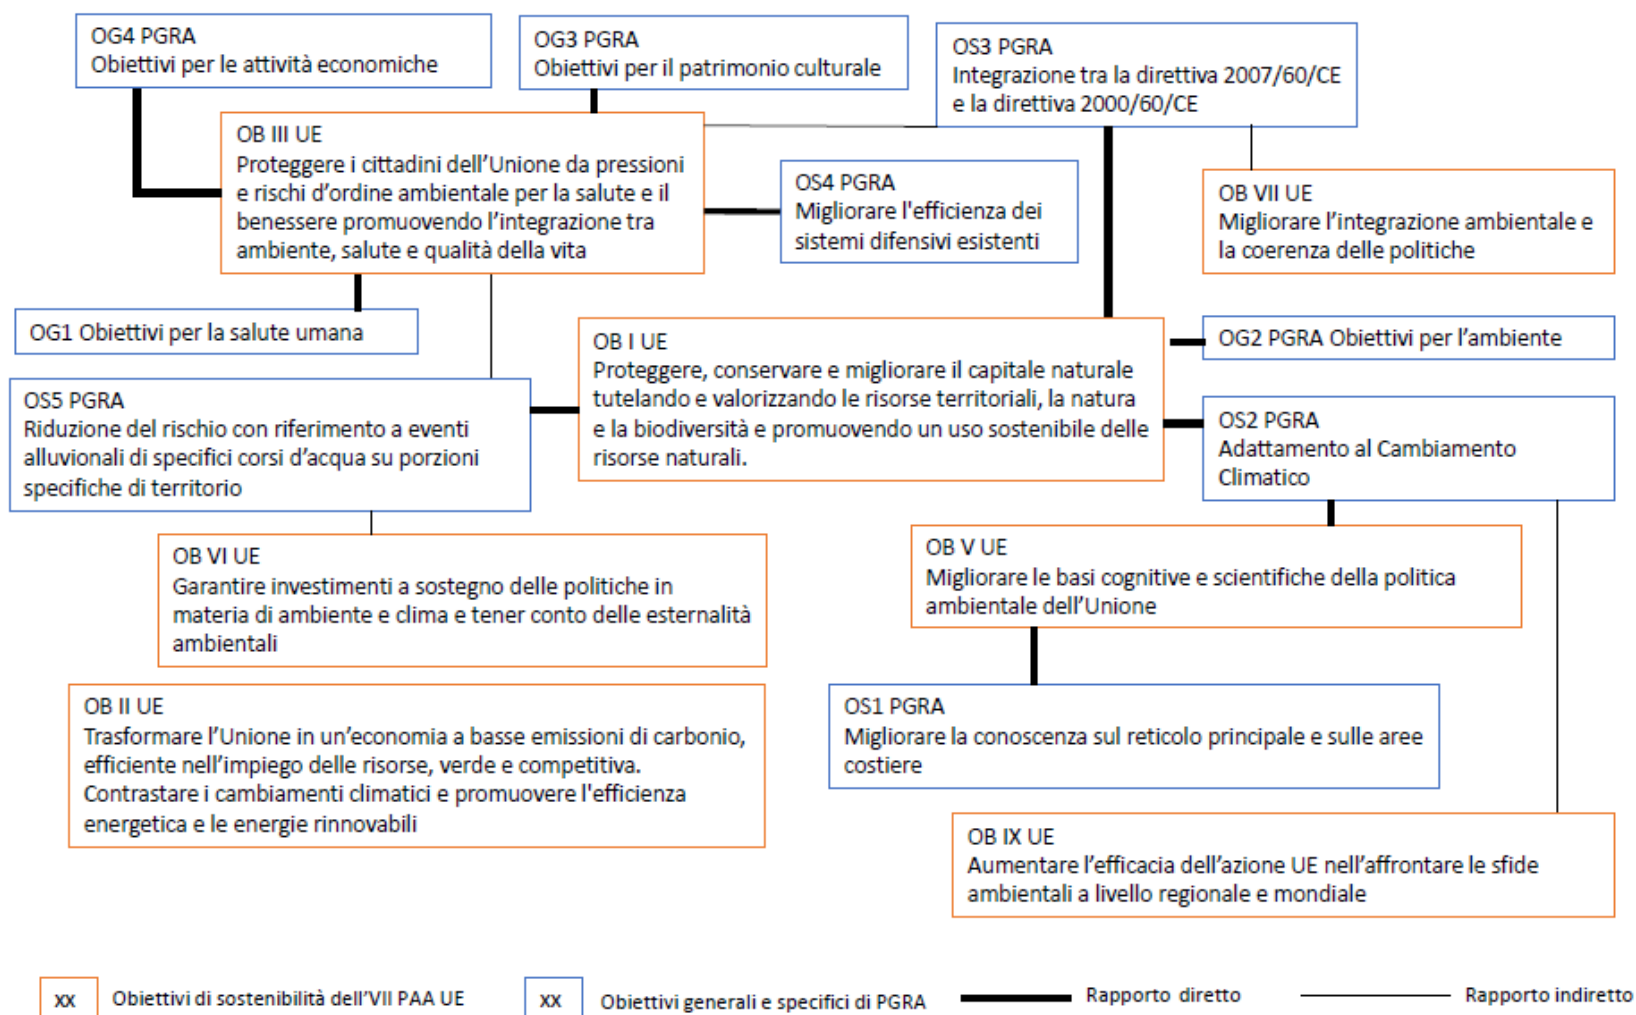 OG4 PGRA
Obiettivi per le attività economiche
OG3 PGRA
Obiettivi per il patrimonio culturale
OS3 PGRA
Integrazione tra la direttiva 2007/60/CE
e la direttiva 2000/60/CE
OB III UE
Proteggere i cittadini dell’Unione da pressioni
e rischi d’ordine ambientale per la salute e il
benessere promuovendo l’integrazione tra
ambiente, salute e qualità della vita
OS4 PGRA
Migliorare l'efficienza dei
sistemi difensivi esistenti
OB VII UE
Migliorare l’integrazione ambientale e
la coerenza delle politiche
OG1 Obiettivi per la salute umana
OB I UE
Proteggere, conservare e migliorare il capitale naturale
tutelando e valorizzando le risorse territoriali, la natura
e la biodiversità e promuovendo un uso sostenibile delle
risorse naturali.
OG2 PGRA Obiettivi per l’ambiente
OS5 PGRA
Riduzione del rischio con riferimento a eventi
alluvionali di specifici corsi d’acqua su porzioni
specifiche di territorio
OS2 PGRA
Adattamento al Cambiamento
Climatico
OB VI UE
Garantire investimenti a sostegno delle politiche in
materia di ambiente e clima e tener conto delle esternalità
ambientali
OB V UE
Migliorare le basi cognitive e scientifiche della politica
ambientale dell’Unione
OB II UE
Trasformare l’Unione in un’economia a basse emissioni di carbonio,
efficiente nell’impiego delle risorse, verde e competitiva.
Contrastare i cambiamenti climatici e promuovere l'efficienza
energetica e le energie rinnovabili
OS1 PGRA
Migliorare la conoscenza sul reticolo principale e sulle aree
costiere
OB IX UE
Aumentare l’efficacia dell’azione UE nell’affrontare le sfide
ambientali a livello regionale e mondiale
xx Obiettivi di sostenibilità dell’VII PAA UE
xx Obiettivi generali e specifici di PGRA
Rapporto diretto
Rapporto indiretto